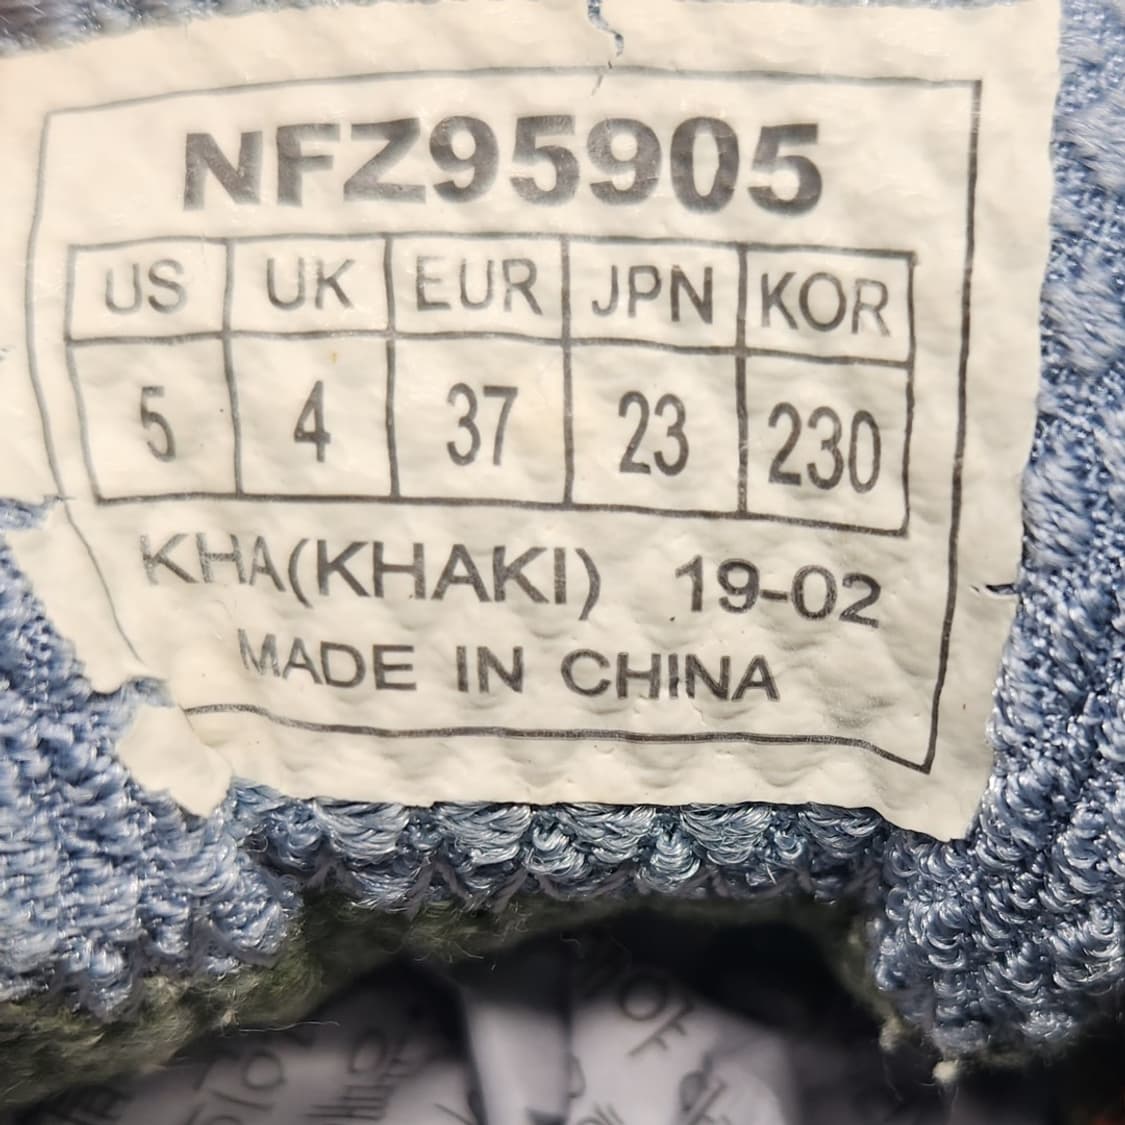 NFZ95905
US UK EUR JPN KOR
5 4 37 23 230
KHA(KHAKI) 19-02
MADE IN CHINA